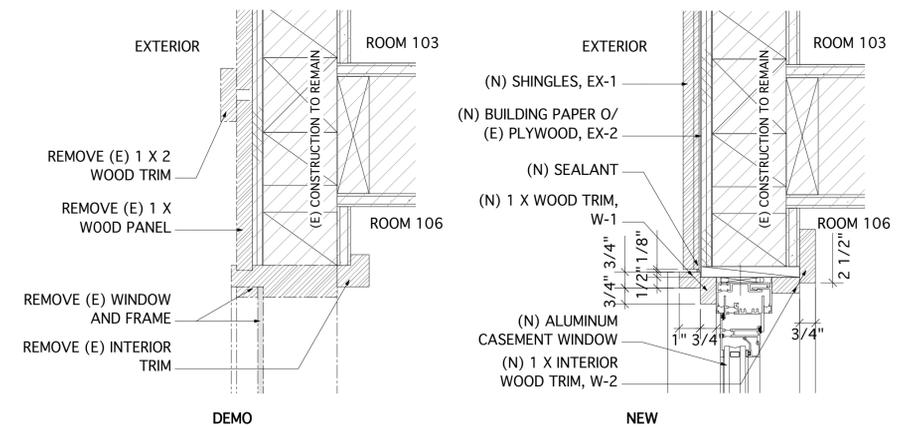 EXTERIOR
ROOM 103
(E) CONSTRUCTION TO REMAIN
REMOVE (E) 1 X 2
WOOD TRIM
REMOVE (E) 1 X
WOOD PANEL
ROOM 106
REMOVE (E) WINDOW
AND FRAME
REMOVE (E) INTERIOR
TRIM
DEMO
EXTERIOR
ROOM 103
(E) CONSTRUCTION TO REMAIN
(N) SHINGLES, EX-1
(N) BUILDING PAPER O/
(E) PLYWOOD, EX-2
(N) SEALANT
(N) 1 X WOOD TRIM,
W-1
ROOM 106
3/4"
1/8"
1/2"
3/4"
2 1/2"
1"
3/4"
3/4"
(N) ALUMINUM
CASEMENT WINDOW
(N) 1 X INTERIOR
WOOD TRIM, W-2
NEW